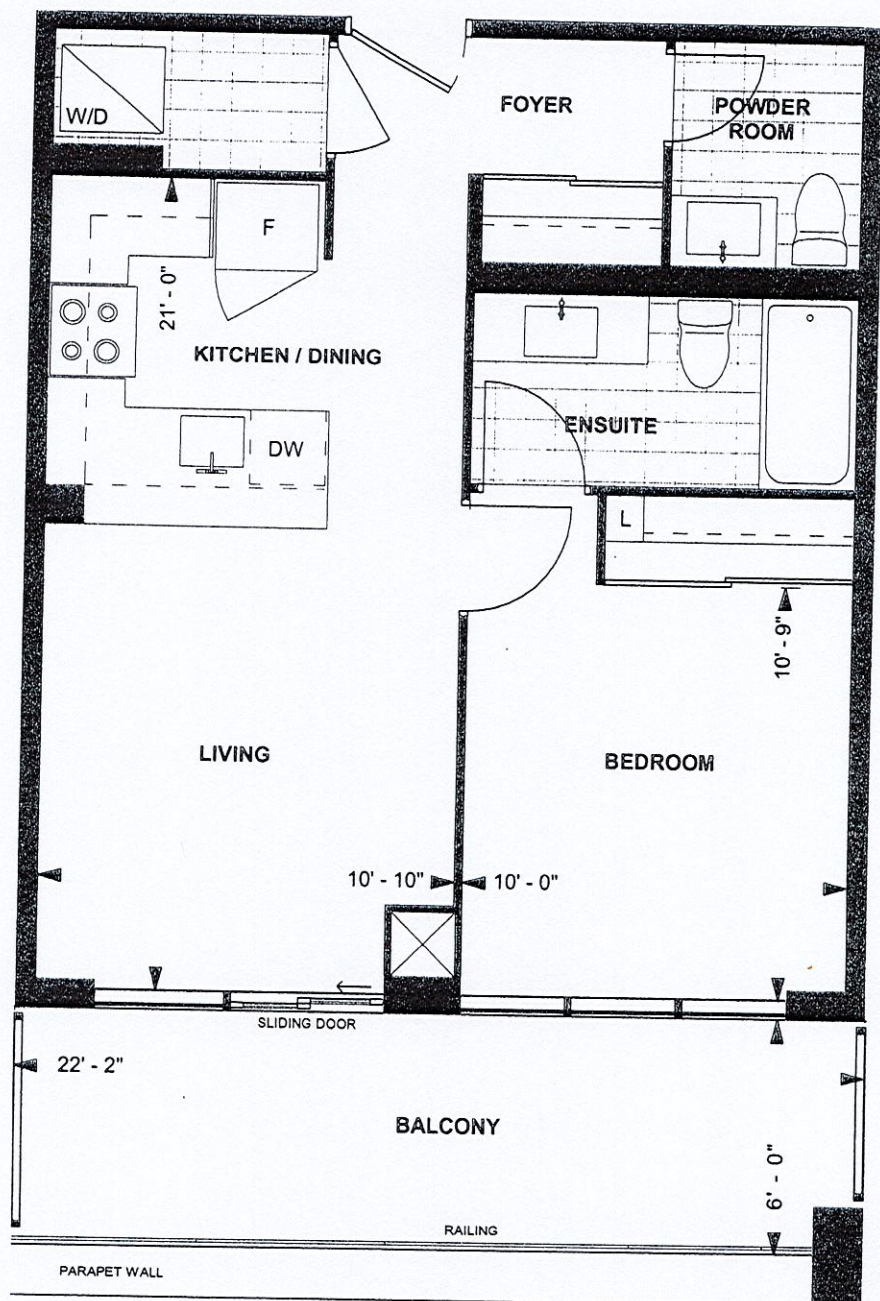 W/D
FOYER
POWDER
ROOM
F
21' - 0"
KITCHEN / DINING
DW
ENSUITE
L
10' - 9"
LIVING
BEDROOM
10' - 10"
10' - 0"
SLIDING DOOR
22' - 2"
BALCONY
6' - 0"
RAILING
PARAPET WALL